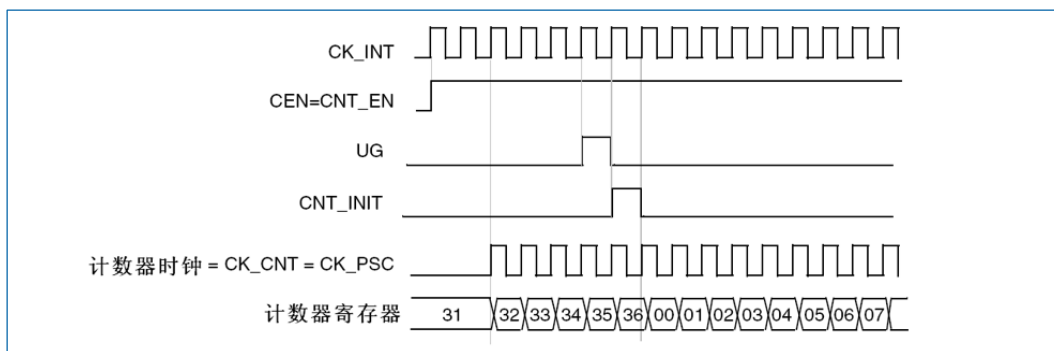 CK_INT
CEN=CNT_EN
UG
CNT_INIT
计数器时钟 = CK_CNT = CK_PSC
计数器寄存器 31 32 33 34 35 36 00 01 02 03 04 05 06 07